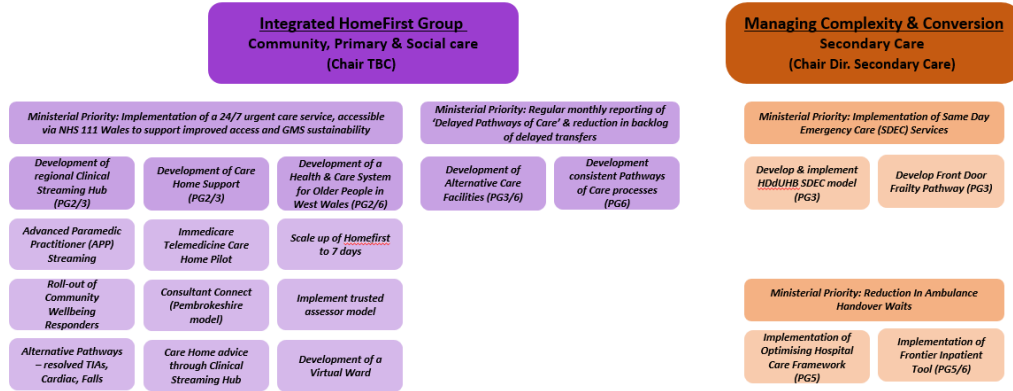 Integrated HomeFirst Group
Community, Primary & Social care
(Chair TBC)
Managing Complexity & Conversion
Secondary Care
(Chair Dir. Secondary Care)
Ministerial Priority: Implementation of a 24/7 urgent care service, accessible
via NHS 111 Wales to support improved access and GMS sustainability
Ministerial Priority: Regular monthly reporting of
‘Delayed Pathways of Care’ & reduction in backlog
of delayed transfers
Ministerial Priority: Implementation of Same Day
Emergency Care (SDEC) Services
Development of
regional Clinical
Streaming Hub
(PG2/3)
Development of Care
Home Support
(PG2/3)
Development of a
Health & Care System
for Older People in
West Wales (PG2/6)
Development of
Alternative Care
Facilities (PG3/6)
Development
consistent Pathways
of Care processes
(PG6)
Develop & implement
HDdUHB SDEC model
(PG3)
Develop Front Door
Frailty Pathway (PG3)
Advanced Paramedic
Practitioner (APP)
Streaming
Immedicare
Telemedicine Care
Home Pilot
Scale up of Homefirst
to 7 days
Roll-out of
Community
Wellbeing
Responders
Consultant Connect
(Pembrokeshire
model)
Implement trusted
assessor model
Ministerial Priority: Reduction In Ambulance
Handover Waits
Alternative Pathways
– resolved TIAs,
Cardiac, Falls
Care Home advice
through Clinical
Streaming Hub
Development of a
Virtual Ward
Implementation of
Optimising Hospital
Care Framework
(PG5)
Implementation of
Frontier Inpatient
Tool (PG5/6)